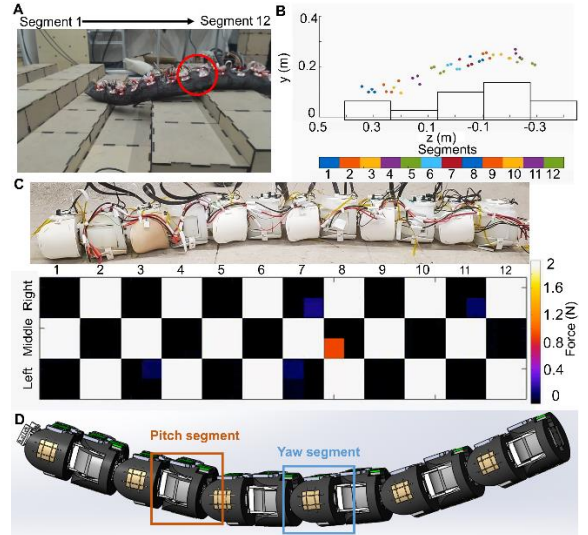 A
Segment 1
Segment 12
B
0.4
0.2
0
y (m)
0.5
0.3
0.1
-0.1
-0.3
z (m)
Segments
1 2 3 4 5 6 7 8 9 10 11 12
C
1 2 3 4 5 6 7 8 9 10 11 12
Right
Middle
Left
2
1.6
1.2
0.8
0.4
0
Force (N)
D
Pitch segment
Yaw segment